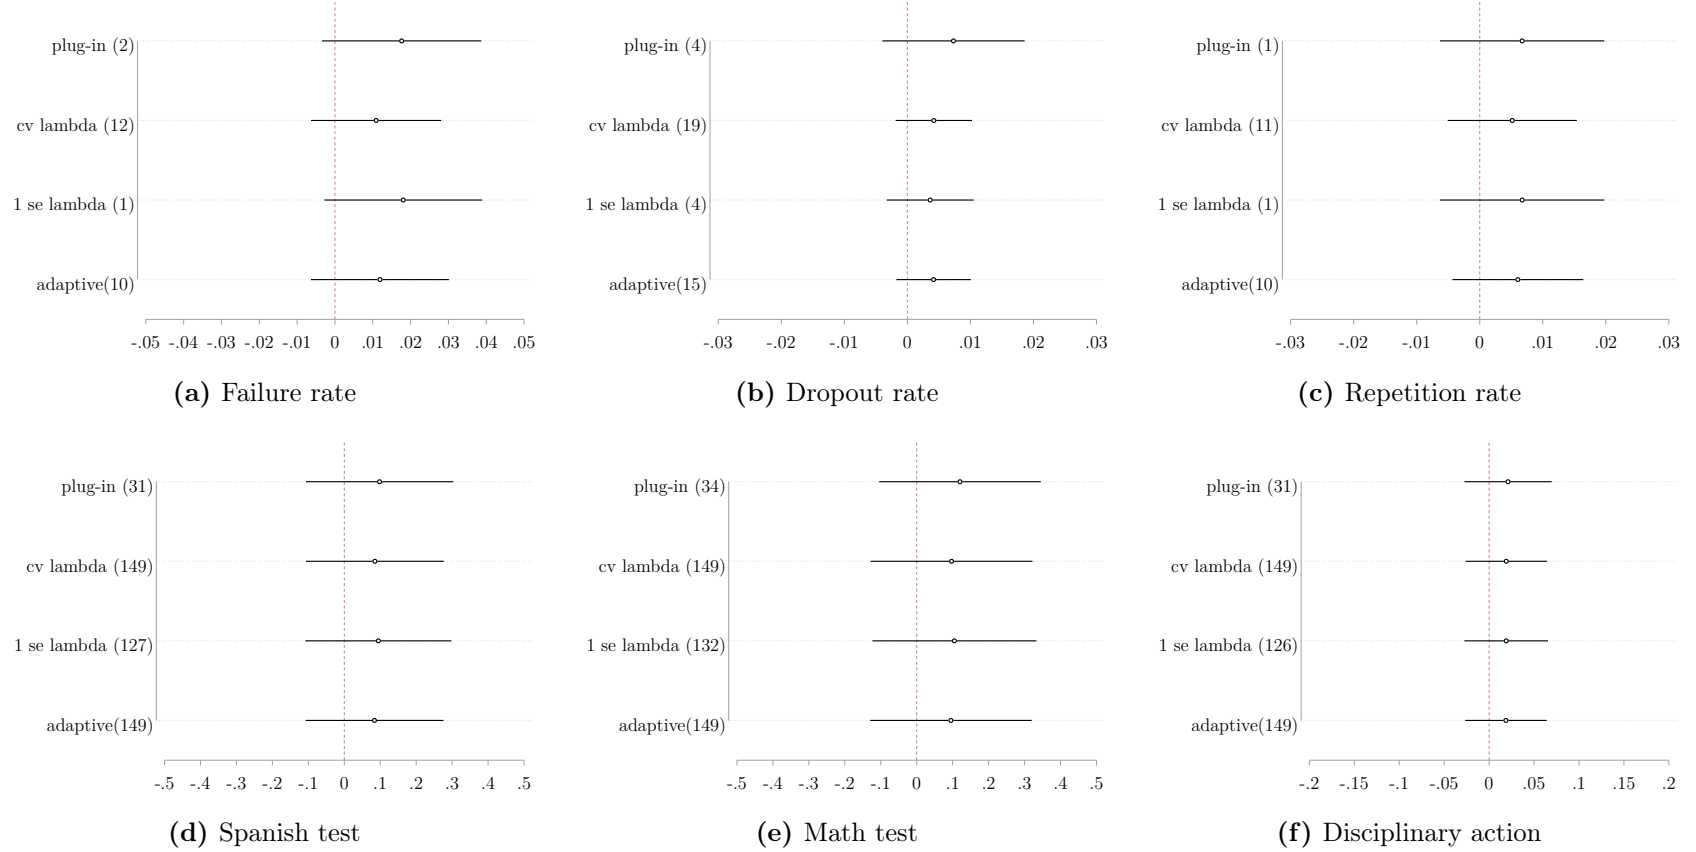 plug-in (2)
cv lambda (12)
1 se lambda (1)
adaptive(10)
-.05 -.04 -.03 -.02 -.01 0 .01 .02 .03 .04 .05
(a) Failure rate
plug-in (4)
cv lambda (19)
1 se lambda (4)
adaptive(15)
-.03 -.02 -.01 0 .01 .02 .03
(b) Dropout rate
plug-in (1)
cv lambda (11)
1 se lambda (1)
adaptive(10)
-.03 -.02 -.01 0 .01 .02 .03
(c) Repetition rate
plug-in (31)
cv lambda (149)
1 se lambda (127)
adaptive(149)
-.5 -.4 -.3 -.2 -.1 0 .1 .2 .3 .4 .5
(d) Spanish test
plug-in (34)
cv lambda (149)
1 se lambda (132)
adaptive(149)
-.5 -.4 -.3 -.2 -.1 0 .1 .2 .3 .4 .5
(e) Math test
plug-in (31)
cv lambda (149)
1 se lambda (126)
adaptive(149)
-.2 -.15 -.1 -.05 0 .05 .1 .15 .2
(f) Disciplinary action